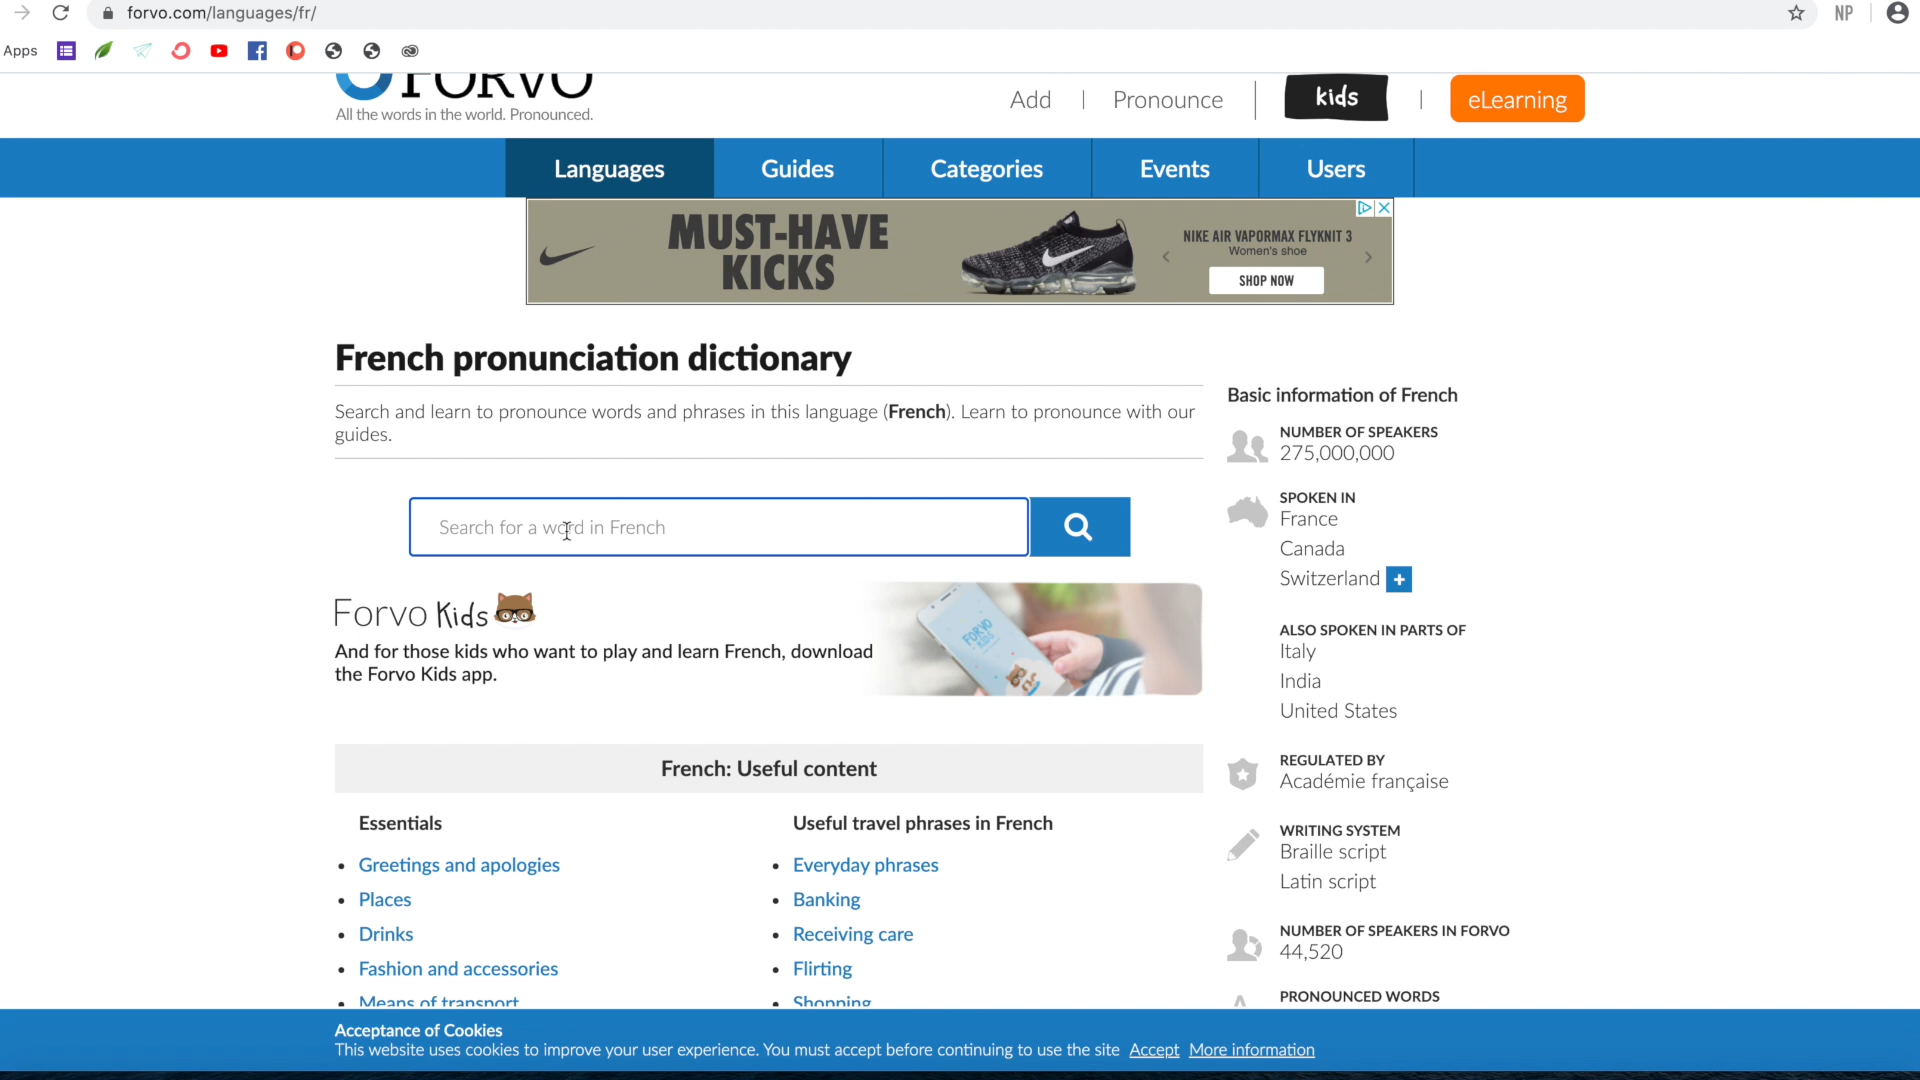 forvo.com/languages/fr/
NP
Apps
FORVO
All the words in the world. Pronounced.
Add | Pronounce
kids
| eLearning
Languages
Guides
Categories
Events
Users
MUST-HAVE
KICKS
NIKE AIR VAPORMAX FLYKNIT 3
Women's shoe
SHOP NOW
French pronunciation dictionary
Search and learn to pronounce words and phrases in this language (French). Learn to pronounce with our
guides.
Search for a word in French
Forvo Kids
And for those kids who want to play and learn French, download
the Forvo Kids app.
FORVO
KIDS
French: Useful content
Essentials
• Greetings and apologies
• Places
• Drinks
• Fashion and accessories
• Means of transport
Useful travel phrases in French
• Everyday phrases
• Banking
• Receiving care
• Flirting
• Shopping
Basic information of French
NUMBER OF SPEAKERS
275,000,000
SPOKEN IN
France
Canada
Switzerland +
ALSO SPOKEN IN PARTS OF
Italy
India
United States
REGULATED BY
Académie française
WRITING SYSTEM
Braille script
Latin script
NUMBER OF SPEAKERS IN FORVO
44,520
PRONOUNCED WORDS
Acceptance of Cookies
This website uses cookies to improve your user experience. You must accept before continuing to use the site Accept More information